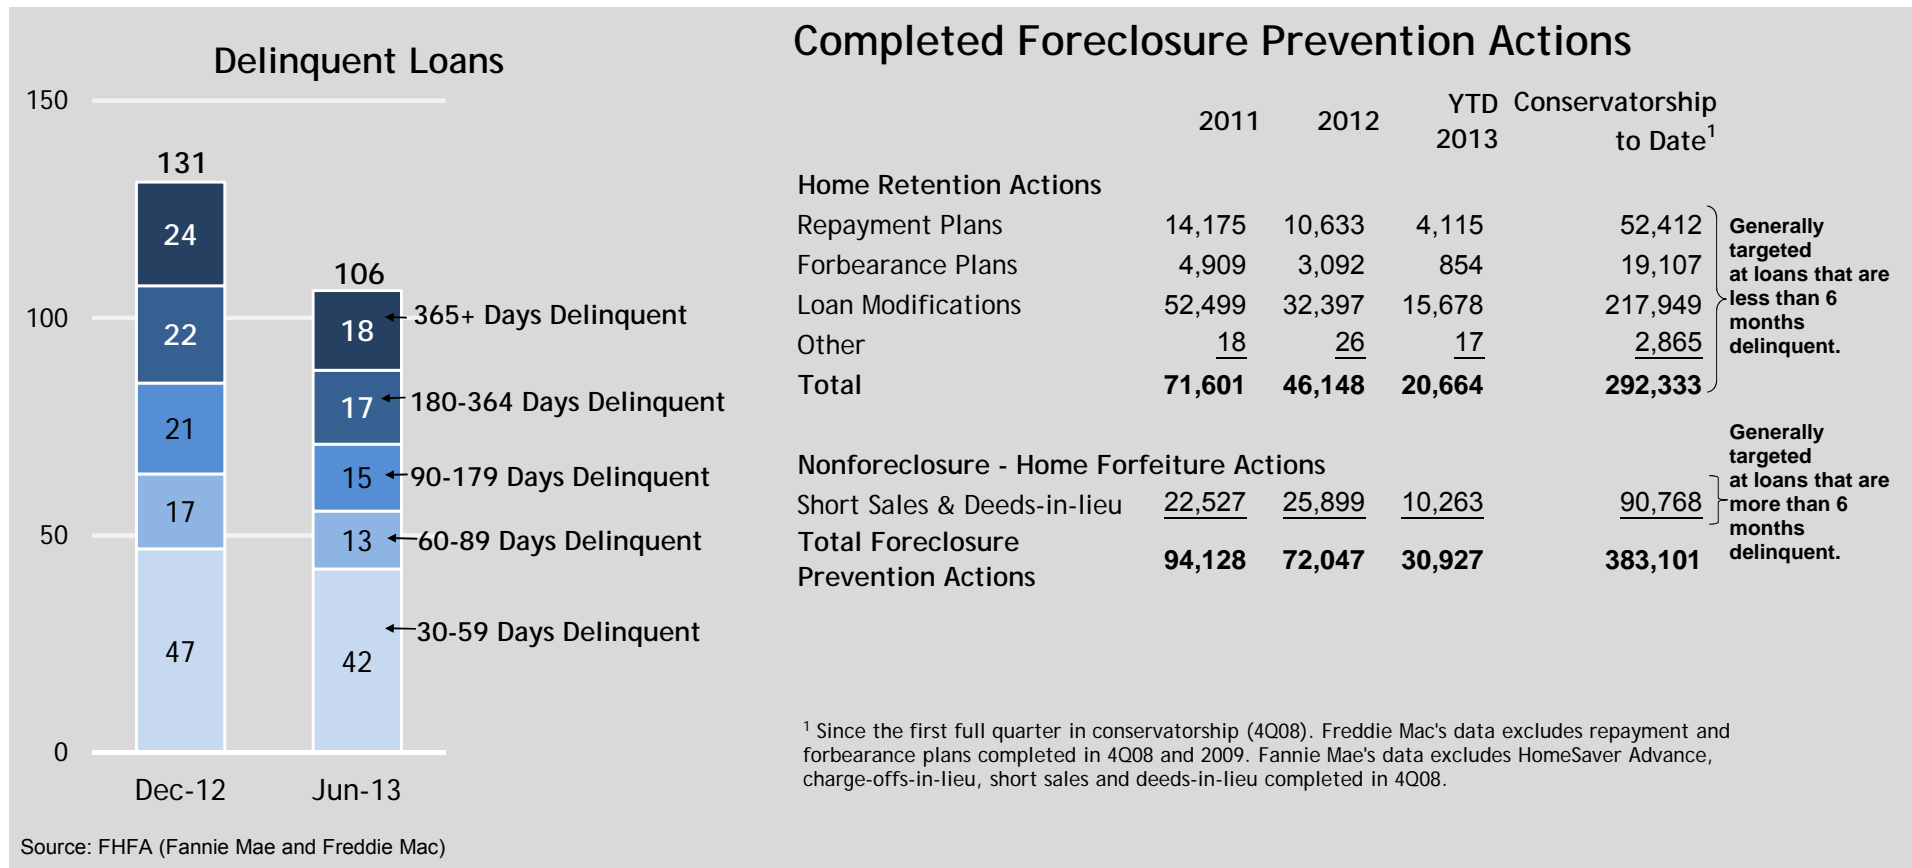 Delinquent Loans
150
100
50
0
131
24
22
21
17
47
106
18
17
15
13
42
365+ Days Delinquent
180-364 Days Delinquent
90-179 Days Delinquent
60-89 Days Delinquent
30-59 Days Delinquent
Dec-12 Jun-13
Source: FHFA (Fannie Mae and Freddie Mac)
Completed Foreclosure Prevention Actions
2011 2012 YTD 2013 Conservatorship to Date1
Home Retention Actions
Repayment Plans 14,175 10,633 4,115 52,412
Forbearance Plans 4,909 3,092 854 19,107
Loan Modifications 52,499 32,397 15,678 217,949
Other 18 26 17 2,865
Total 71,601 46,148 20,664 292,333
Generally
targeted
at loans that are
less than 6
months
delinquent.
Nonforeclosure - Home Forfeiture Actions
Short Sales & Deeds-in-lieu 22,527 25,899 10,263 90,768
Total Foreclosure
Prevention Actions 94,128 72,047 30,927 383,101
Generally
targeted
at loans that are
more than 6
months
delinquent.
1 Since the first full quarter in conservatorship (4Q08). Freddie Mac's data excludes repayment and
forbearance plans completed in 4Q08 and 2009. Fannie Mae's data excludes HomeSaver Advance,
charge-offs-in-lieu, short sales and deeds-in-lieu completed in 4Q08.